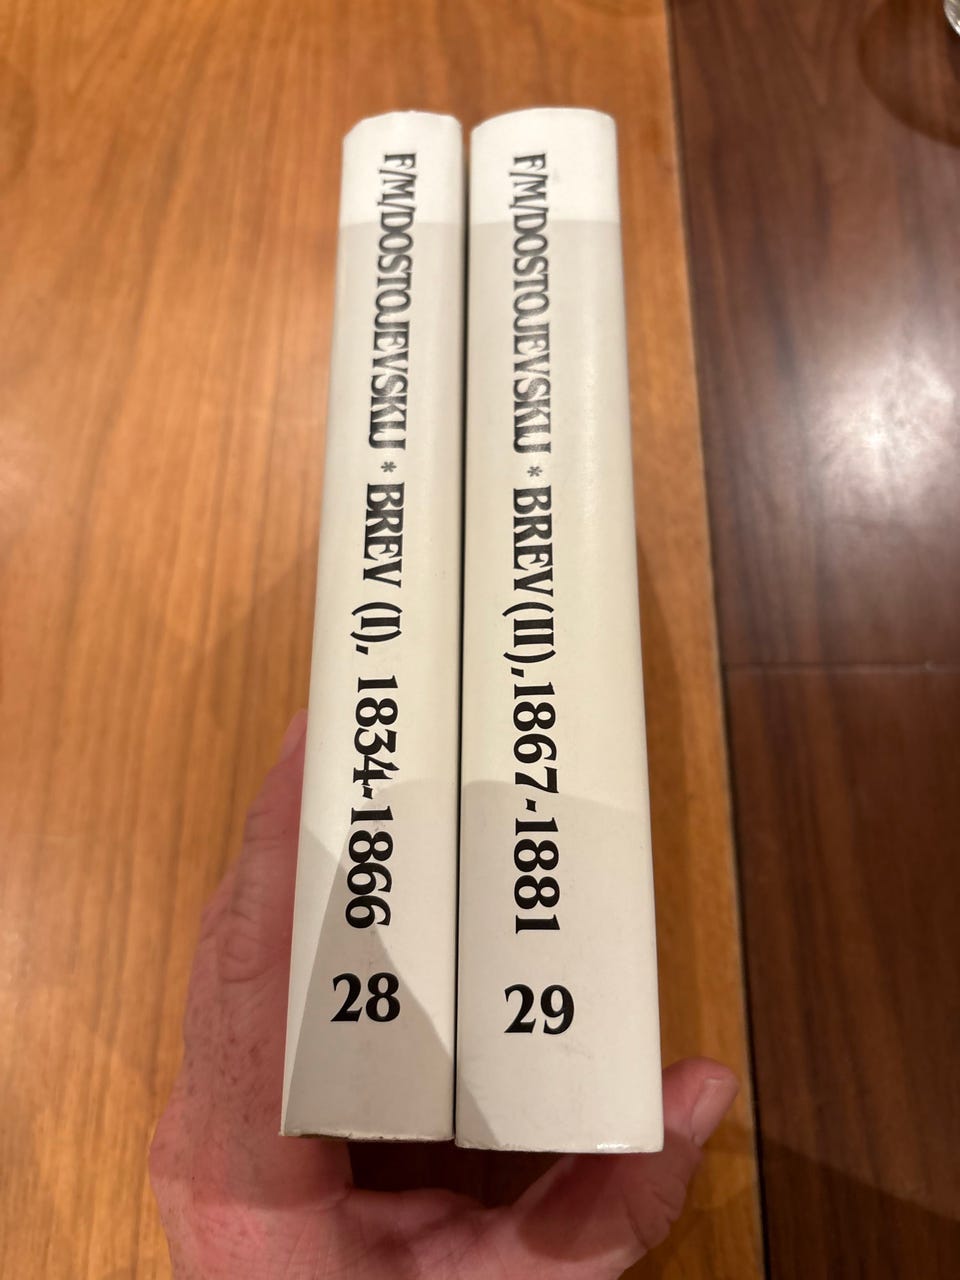 F/M/DOSTOJEVSKIJ * BREV (I), 1834-1866
28
F/M/DOSTOJEVSKIJ * BREV (II), 1867-1881
29